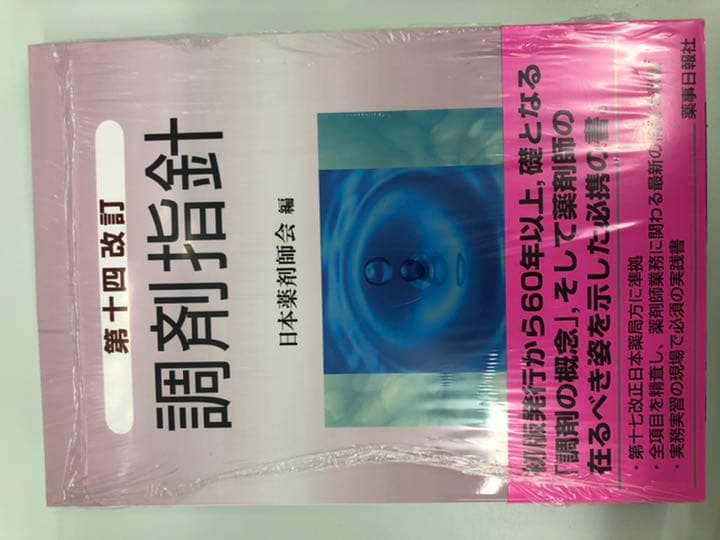 第十四改訂
調剤指針
日本薬剤師会 編
初版発行から60年以上，礎となる
「調剤の概念」，そして薬剤師の
在るべき姿を示した必携の書。
・第十七改正日本薬局方に準拠
・全項目を精査し、薬剤師業務に関わる最新の
・実務実習の現場で必須の実践書
薬事日報社